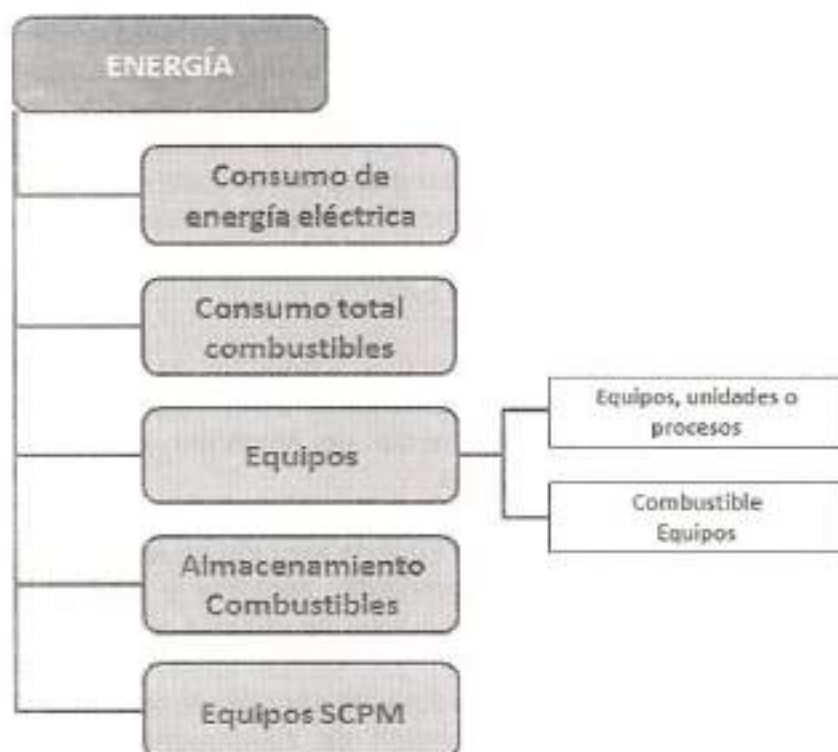 ENERGÍA
Consumo de
energía eléctrica
Consumo total
combustibles
Equipos
Equipos, unidades o
procesos
Combustible
Equipos
Almacenamiento
Combustibles
Equipos SCPM